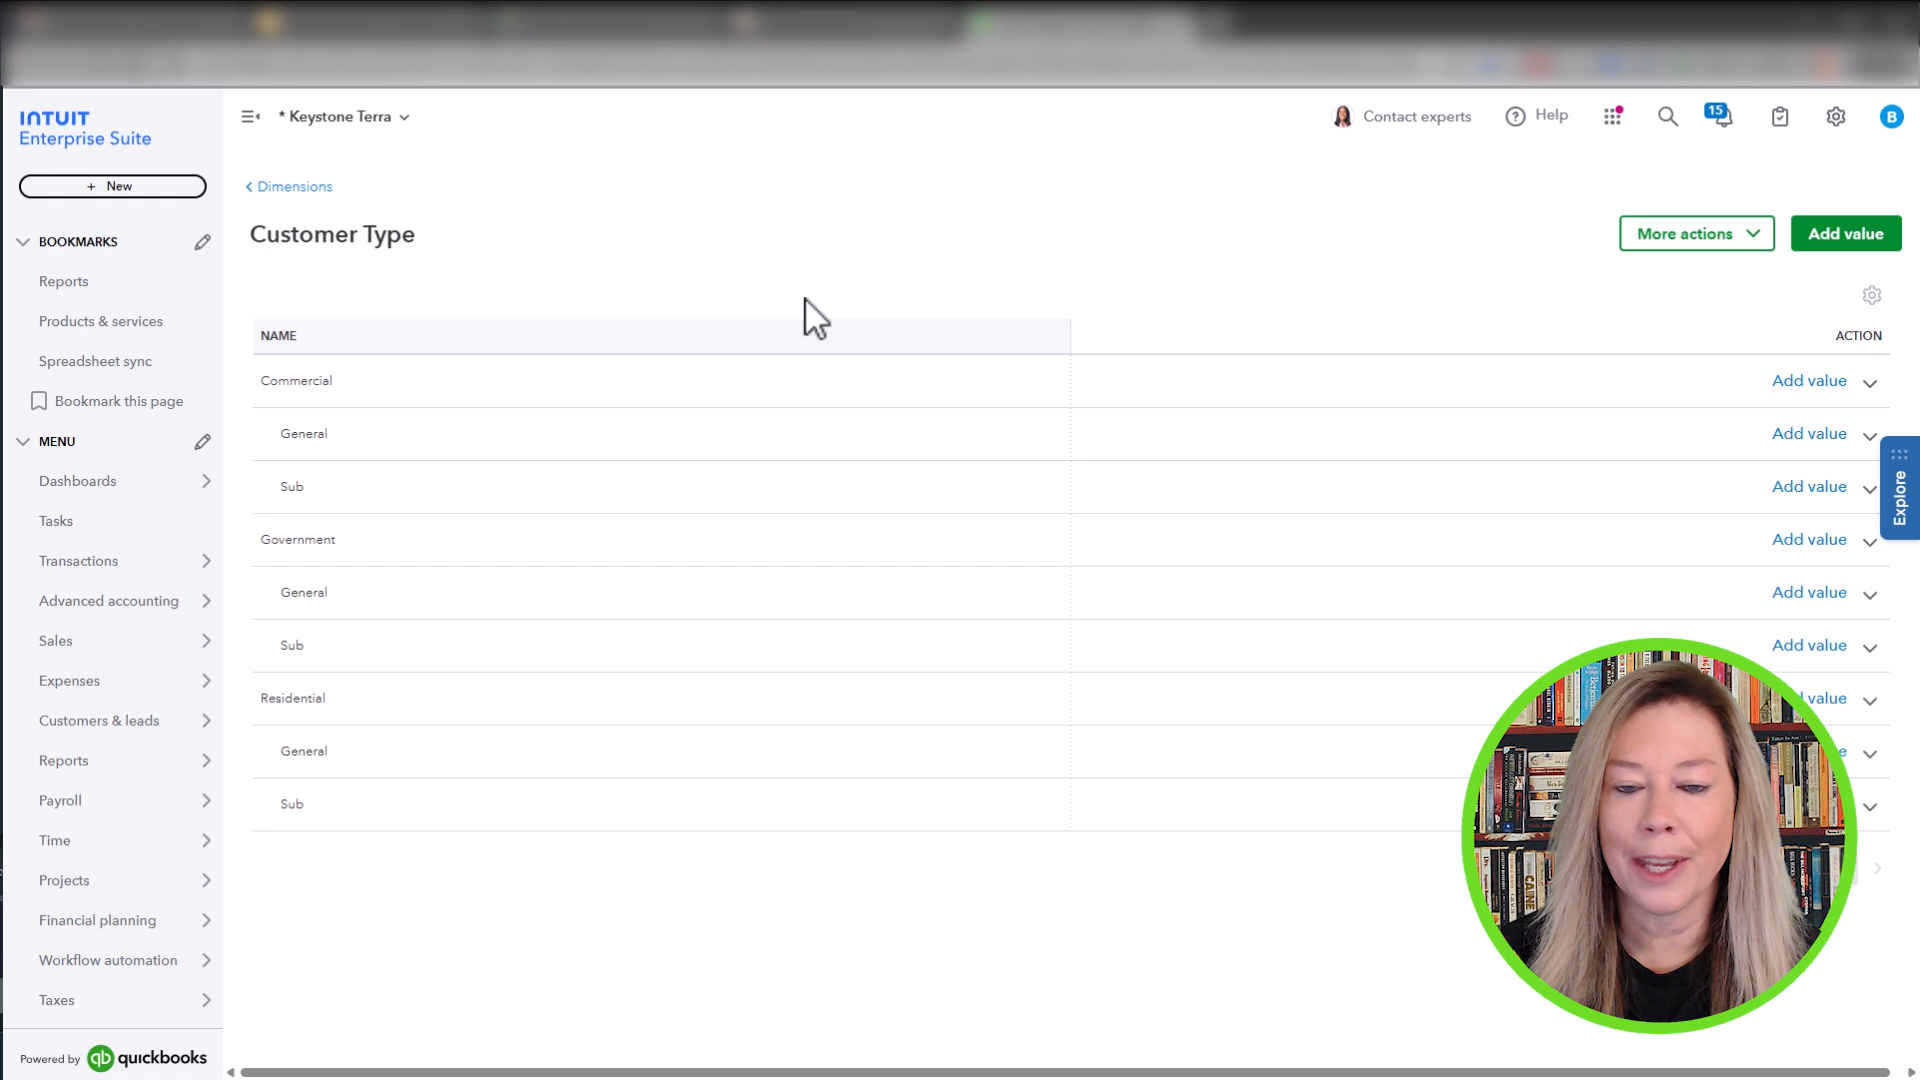 INTUIT
Enterprise Suite
* Keystone Terra
Contact experts
Help
15
B
+ New
BOOKMARKS
Reports
Products & services
Spreadsheet sync
Bookmark this page
MENU
Dashboards
Tasks
Transactions
Advanced accounting
Sales
Expenses
Customers & leads
Reports
Payroll
Time
Projects
Financial planning
Workflow automation
Taxes
Powered by qb quickbooks
Dimensions
Customer Type
More actions
Add value
NAME ACTION
Commercial Add value
General Add value
Sub Add value
Government Add value
General Add value
Sub Add value
Residential value
General
Sub
Explore
CANE